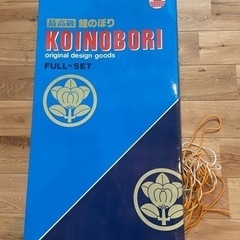 最高級 鯉のぼり
KOINOBORI
original design goods
FULL-SET